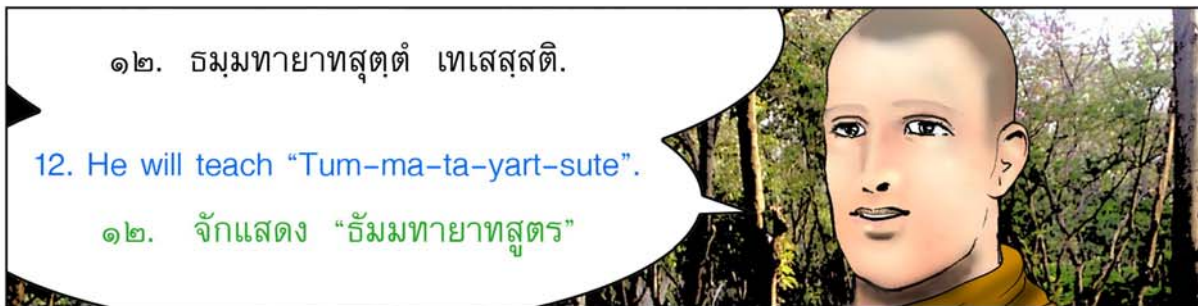 ๑๒. ธมฺมทายาทสุตฺตํ เทเสสฺสติ.
12. He will teach “Tum-ma-ta-yart-sute”.
๑๒. จักแสดง “ธัมมทายาทสูตร”